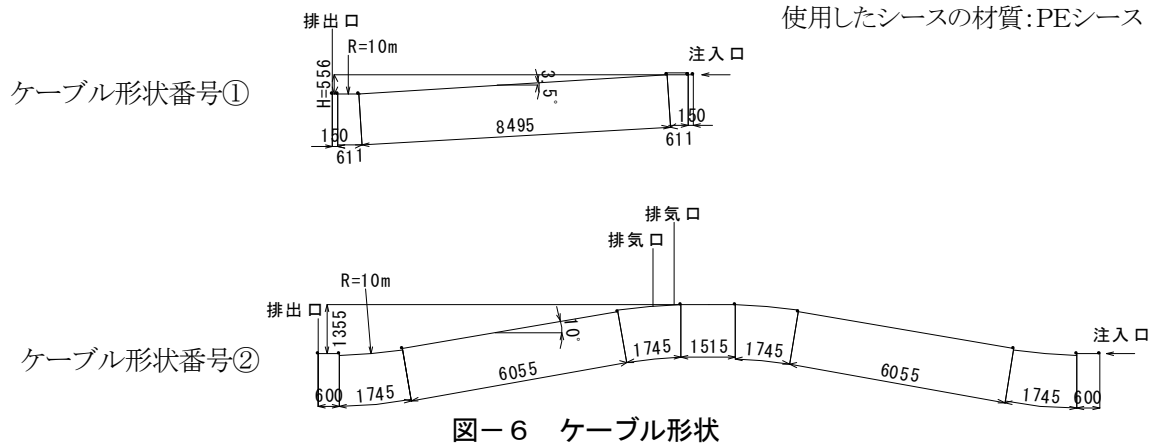 使用したシースの材質:PEシース
排出口
R=10m
注入口
ケーブル形状番号①
H=556
3.5°
8495
150
611
611
150
排気口
排気口
R=10m
排出口
1355
10°
注入口
ケーブル形状番号②
600
1745
6055
1745
1515
1745
6055
1745
600
図－6 ケーブル形状